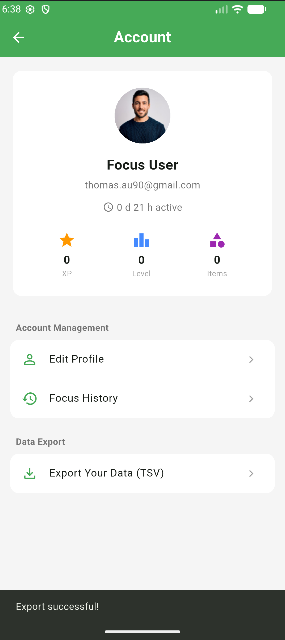 6:38
Account
Focus User
thomas.au90@gmail.com
0 d 21 h active
0 0 0
XP Level Items
Account Management
Edit Profile
Focus History
Data Export
Export Your Data (TSV)
Export successful!